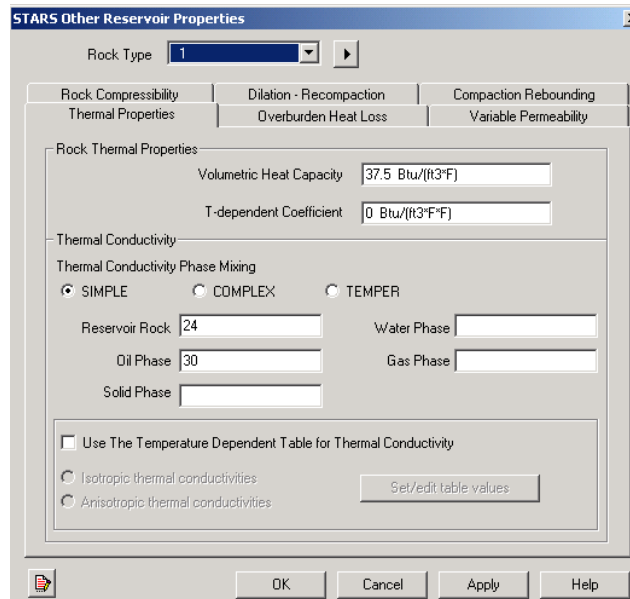 STARS Other Reservoir Properties
Rock Type 1
Rock Compressibility Dilation - Recompaction Compaction Rebounding
Thermal Properties Overburden Heat Loss Variable Permeability
Rock Thermal Properties
Volumetric Heat Capacity 37.5 Btu/(ft3*F)
T-dependent Coefficient 0 Btu/(ft3*F*F)
Thermal Conductivity
Thermal Conductivity Phase Mixing
SIMPLE COMPLEX TEMPER
Reservoir Rock 24 Water Phase
Oil Phase 30 Gas Phase
Solid Phase
Use The Temperature Dependent Table for Thermal Conductivity
Isotropic thermal conductivities
Set/edit table values
Anisotropic thermal conductivities
OK Cancel Apply Help